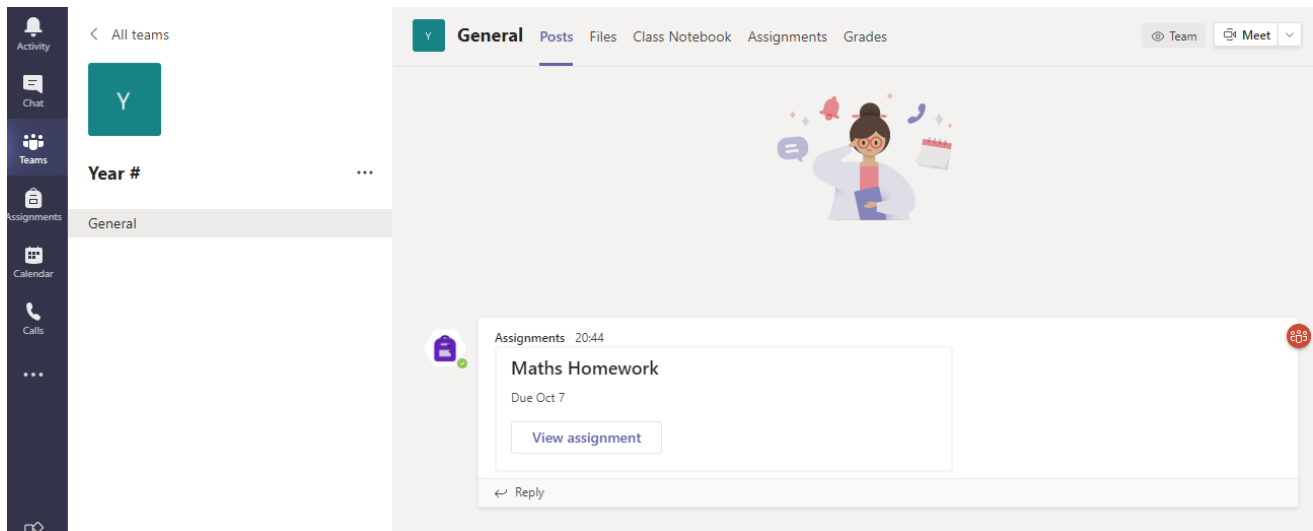 Activity
Chat
Teams
Assignments
Calendar
Calls
All teams
Y
Year #
General
Y
General Posts Files Class Notebook Assignments Grades
Team
Meet
Assignments 20:44
Maths Homework
Due Oct 7
View assignment
Reply